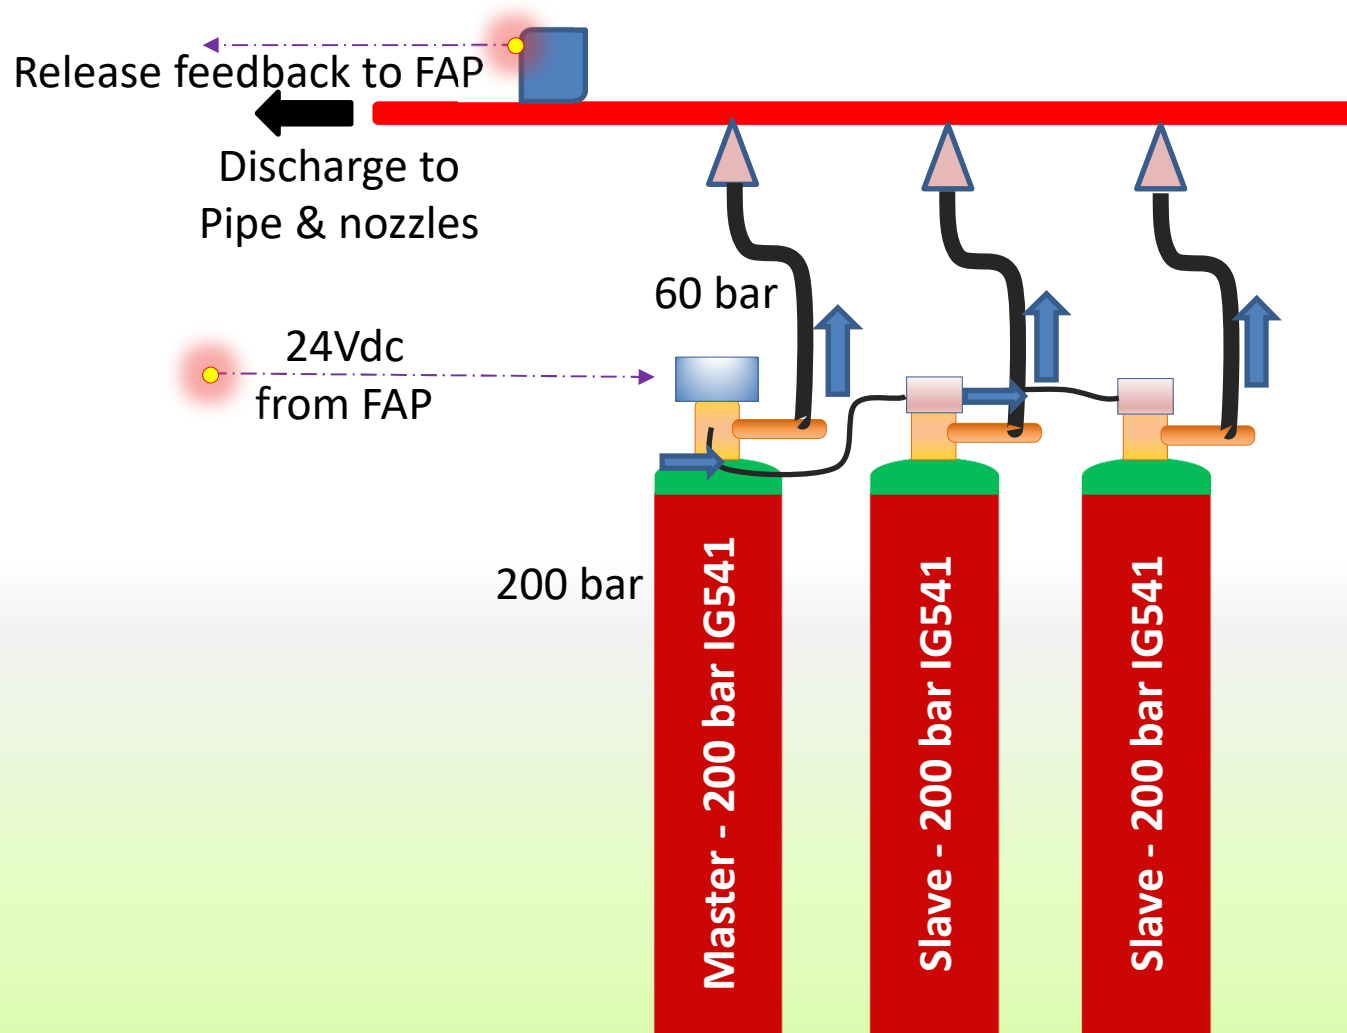 Release feedback to FAP
Discharge to
Pipe & nozzles
60 bar
24Vdc
from FAP
200 bar
Master - 200 bar IG541
Slave - 200 bar IG541
Slave - 200 bar IG541